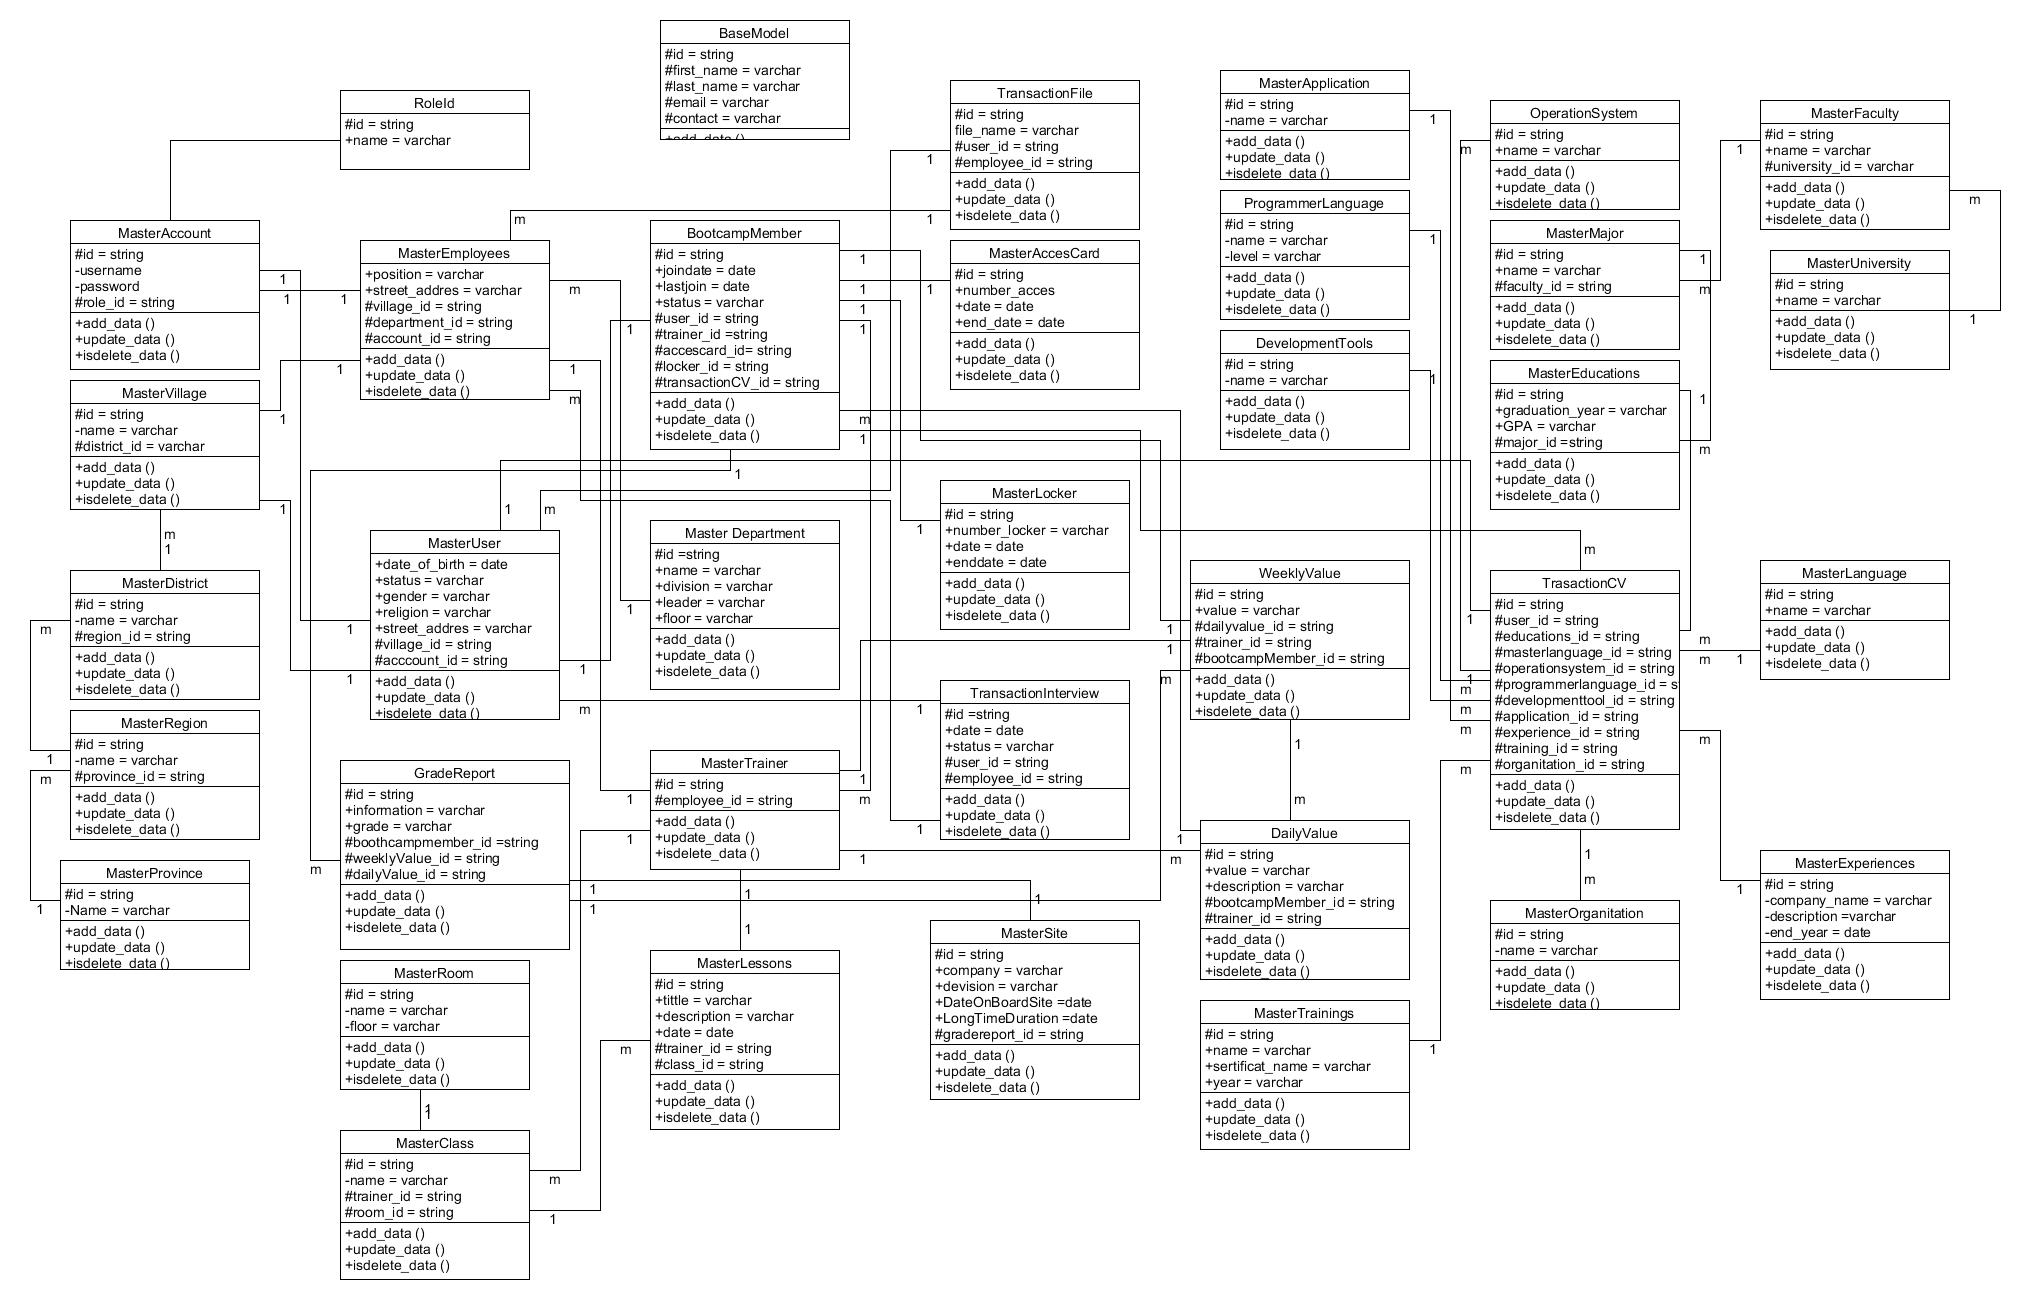 BaseModel
#id = string
#first_name = varchar
#last_name = varchar
#email = varchar
#contact = varchar
+add_data ()
RoleId
#id = string
+name = varchar
TransactionFile
#id = string
file_name = varchar
#user_id = string
#employee_id = string
+add_data ()
+update_data ()
+isdelete_data ()
MasterApplication
#id = string
-name = varchar
+add_data ()
+update_data ()
+isdelete_data ()
OperationSystem
#id = string
+name = varchar
+add_data ()
+update_data ()
+isdelete_data ()
MasterFaculty
#id = string
+name = varchar
#university_id = varchar
+add_data ()
+update_data ()
+isdelete_data ()
ProgrammerLanguage
#id = string
-name = varchar
-level = varchar
+add_data ()
+update_data ()
+isdelete_data ()
MasterAccount
#id = string
-username
-password
#role_id = string
+add_data ()
+update_data ()
+isdelete_data ()
MasterEmployees
+position = varchar
+street_addres = varchar
#village_id = string
#department_id = string
#account_id = string
+add_data ()
+update_data ()
+isdelete_data ()
BootcampMember
#id = string
+joindate = date
+lastjoin = date
+status = varchar
#user_id = string
#trainer_id =string
#accescard_id= string
#locker_id = string
#transactionCV_id = string
+add_data ()
+update_data ()
+isdelete_data ()
MasterAccesCard
#id = string
+number_acces
+date = date
+end_date = date
+add_data ()
+update_data ()
+isdelete_data ()
MasterMajor
#id = string
+name = varchar
#faculty_id = string
+add_data ()
+update_data ()
+isdelete_data ()
MasterUniversity
#id = string
+name = varchar
+add_data ()
+update_data ()
+isdelete_data ()
DevelopmentTools
#id = string
-name = varchar
+add_data ()
+update_data ()
+isdelete_data ()
MasterEducations
#id = string
+graduation_year = varchar
+GPA = varchar
#major_id =string
+add_data ()
+update_data ()
+isdelete_data ()
MasterVillage
#id = string
-name = varchar
#district_id = varchar
+add_data ()
+update_data ()
+isdelete_data ()
MasterLocker
#id = string
+number_locker = varchar
+date = date
+enddate = date
+add_data ()
+update_data ()
+isdelete_data ()
MasterUser
+date_of_birth = date
+status = varchar
+gender = varchar
+religion = varchar
+street_addres = varchar
#village_id = string
#acccount_id = string
+add_data ()
+update_data ()
+isdelete_data ()
Master Department
#id =string
+name = varchar
+division = varchar
+leader = varchar
+floor = varchar
+add_data ()
+update_data ()
+isdelete_data ()
WeeklyValue
#id = string
+value = varchar
#dailyvalue_id = string
#trainer_id = string
#bootcampMember_id = string
+add_data ()
+update_data ()
+isdelete_data ()
TrasactionCV
#id = string
#user_id = string
#educations_id = string
#masterlanguage_id = string
#operationsystem_id = string
#programmerlanguage_id = s
#developmenttool_id = string
#application_id = string
#experience_id = string
#training_id = string
#organitation_id = string
+add_data ()
+update_data ()
+isdelete_data ()
MasterLanguage
#id = string
+name = varchar
+add_data ()
+update_data ()
+isdelete_data ()
MasterDistrict
#id = string
-name = varchar
#region_id = string
+add_data ()
+update_data ()
+isdelete_data ()
TransactionInterview
#id =string
+date = date
+status = varchar
#user_id = string
#employee_id = string
+add_data ()
+update_data ()
+isdelete_data ()
MasterRegion
#id = string
-name = varchar
#province_id = string
+add_data ()
+update_data ()
+isdelete_data ()
GradeReport
#id = string
+information = varchar
+grade = varchar
#boothcampmember_id =string
#weeklyValue_id = string
#dailyValue_id = string
+add_data ()
+update_data ()
+isdelete_data ()
MasterTrainer
#id = string
#employee_id = string
+add_data ()
+update_data ()
+isdelete_data ()
DailyValue
#id = string
+value = varchar
+description = varchar
#bootcampMember_id = string
#trainer_id = string
+add_data ()
+update_data ()
+isdelete_data ()
MasterExperiences
#id = string
-company_name = varchar
-description =varchar
-end_year = date
+add_data ()
+update_data ()
+isdelete_data ()
MasterProvince
#id = string
-Name = varchar
+add_data ()
+update_data ()
+isdelete_data ()
MasterOrganitation
#id = string
-name = varchar
+add_data ()
+update_data ()
+isdelete_data ()
MasterSite
#id = string
+company = varchar
+devision = varchar
+DateOnBoardSite =date
+LongTimeDuration =date
#gradereport_id = string
+add_data ()
+update_data ()
+isdelete_data ()
MasterRoom
#id = string
-name = varchar
-floor = varchar
+add_data ()
+update_data ()
+isdelete_data ()
MasterLessons
#id = string
+tittle = varchar
+description = varchar
+date = date
#trainer_id = string
#class_id = string
+add_data ()
+update_data ()
+isdelete_data ()
MasterTrainings
#id = string
+name = varchar
+sertificat_name = varchar
+year = varchar
+add_data ()
+update_data ()
+isdelete_data ()
MasterClass
#id = string
-name = varchar
#trainer_id = string
#room_id = string
+add_data ()
+update_data ()
+isdelete_data ()